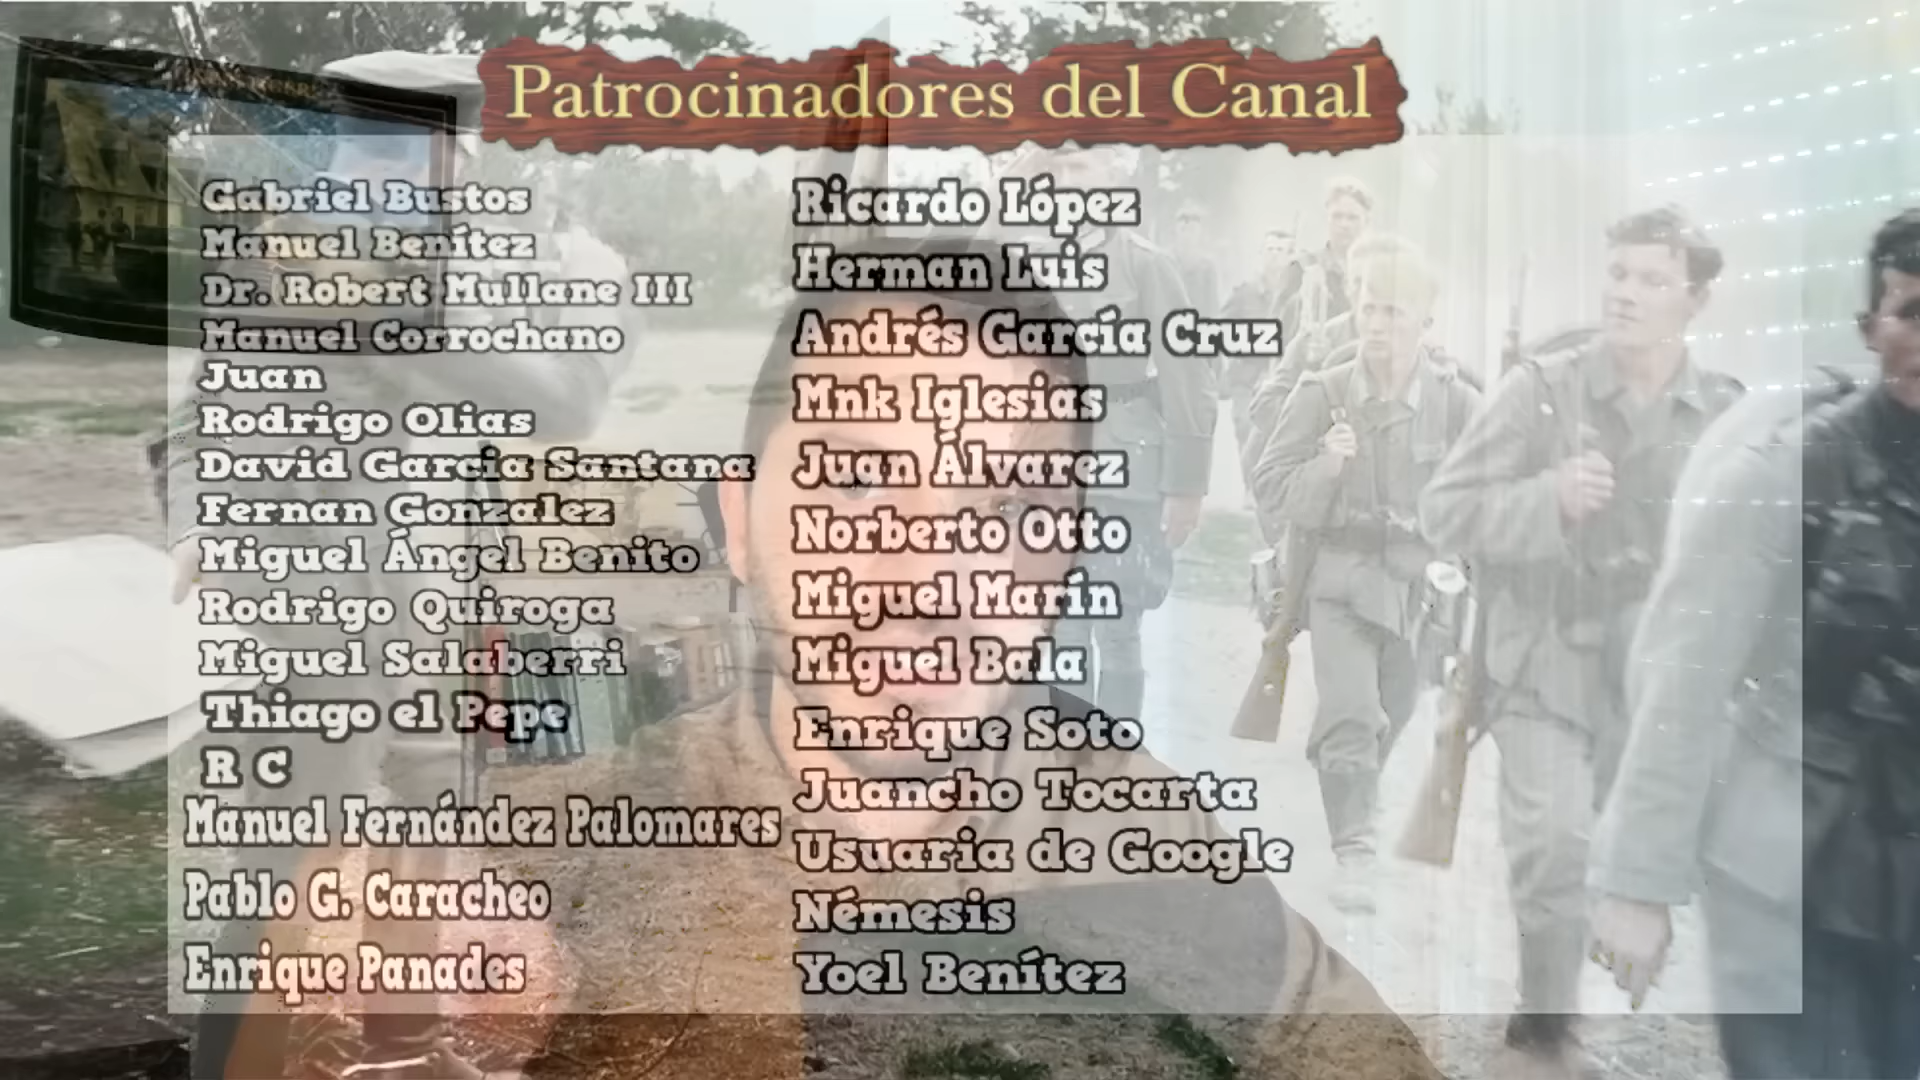 Patrocinadores del Canal
Gabriel Bustos
Manuel Benítez
Dr. Robert Mullane III
Manuel Corrochano
Juan
Rodrigo Olias
David Garcia Santana
Fernan Gonzalez
Miguel Ángel Benito
Rodrigo Quiroga
Miguel Salaberri
Thiago el Pepe
R C
Manuel Fernández Palomares
Pablo G. Caracheo
Enrique Panades
Ricardo López
Herman Luis
Andrés García Cruz
Mnk Iglesias
Juan Álvarez
Norberto Otto
Miguel Marín
Miguel Bala
Enrique Soto
Juancho Tocarta
Usuaria de Google
Némesis
Yoel Benítez